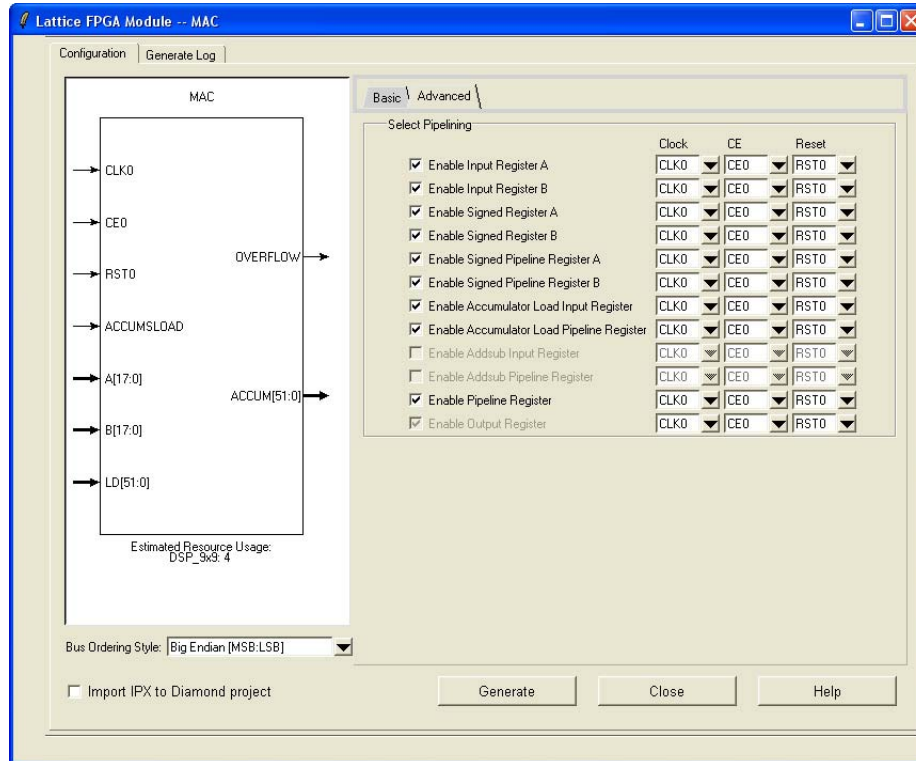 Lattice FPGA Module -- MAC
Configuration Generate Log
MAC
CLK0
CE0
RST0
ACCUMSLOAD
A[17:0]
B[17:0]
LD[51:0]
OVERFLOW
ACCUM[51:0]
Estimated Resource Usage:
DSP_9x9: 4
Bus Ordering Style: Big Endian [MSB:LSB]
Import IPX to Diamond project
Basic Advanced
Select Pipelining
Clock CE Reset
Enable Input Register A CLK0 CE0 RST0
Enable Input Register B CLK0 CE0 RST0
Enable Signed Register A CLK0 CE0 RST0
Enable Signed Register B CLK0 CE0 RST0
Enable Signed Pipeline Register A CLK0 CE0 RST0
Enable Signed Pipeline Register B CLK0 CE0 RST0
Enable Accumulator Load Input Register CLK0 CE0 RST0
Enable Accumulator Load Pipeline Register CLK0 CE0 RST0
Enable Addsub Input Register CLK0 CE0 RST0
Enable Addsub Pipeline Register CLK0 CE0 RST0
Enable Pipeline Register CLK0 CE0 RST0
Enable Output Register CLK0 CE0 RST0
Generate Close Help